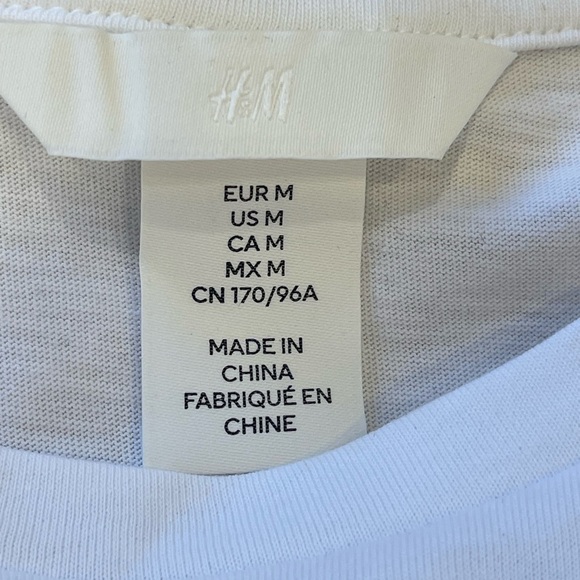 H&M
EUR M
US M
CA M
MX M
CN 170/96A
MADE IN
CHINA
FABRIQUÉ EN
CHINE